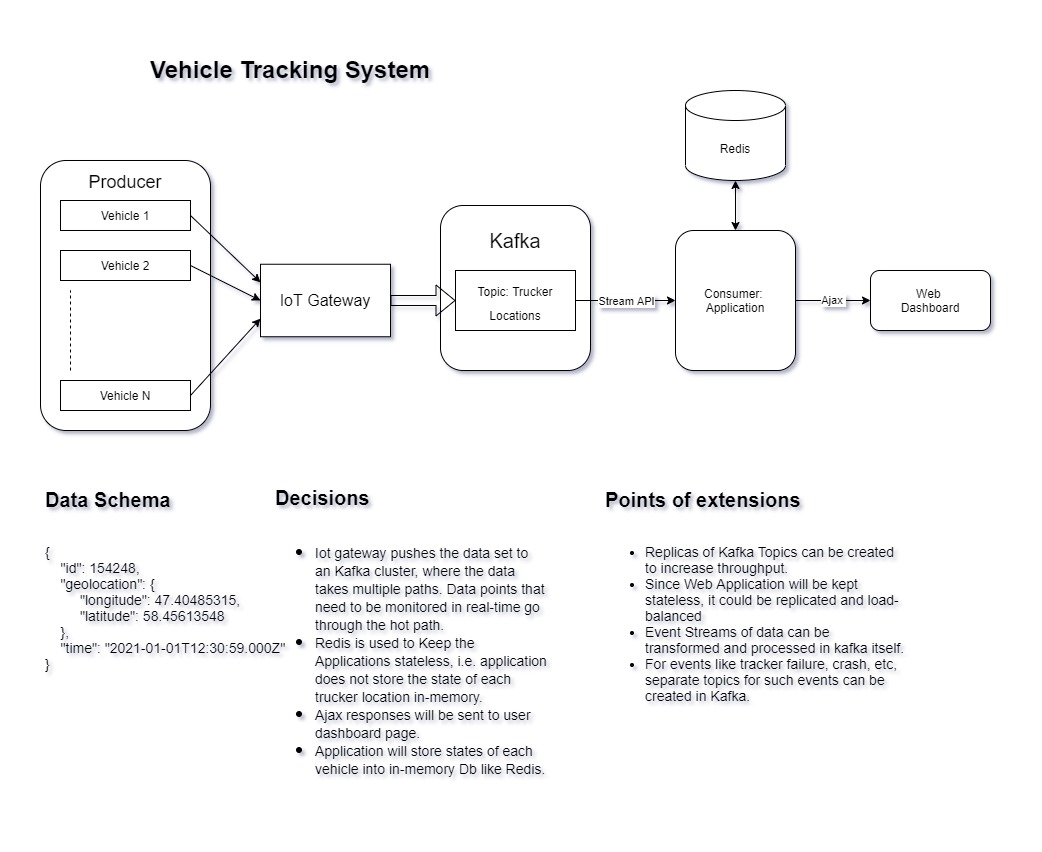 Vehicle Tracking System
Producer
Vehicle 1
Vehicle 2
Vehicle N
IoT Gateway
Kafka
Topic: Trucker
Locations
Stream API
Redis
Consumer:
Application
Ajax
Web
Dashboard
Data Schema
{
"id": 154248,
"geolocation": {
"longitude": 47.40485315,
"latitude": 58.45613548
},
"time": "2021-01-01T12:30:59.000Z"
}
Decisions
• Iot gateway pushes the data set to
an Kafka cluster, where the data
takes multiple paths. Data points that
need to be monitored in real-time go
through the hot path.
• Redis is used to Keep the
Applications stateless, i.e. application
does not store the state of each
trucker location in-memory.
• Ajax responses will be sent to user
dashboard page.
• Application will store states of each
vehicle into in-memory Db like Redis.
Points of extensions
• Replicas of Kafka Topics can be created
to increase throughput.
• Since Web Application will be kept
stateless, it could be replicated and load-
balanced
• Event Streams of data can be
transformed and processed in kafka itself.
• For events like tracker failure, crash, etc,
separate topics for such events can be
created in Kafka.